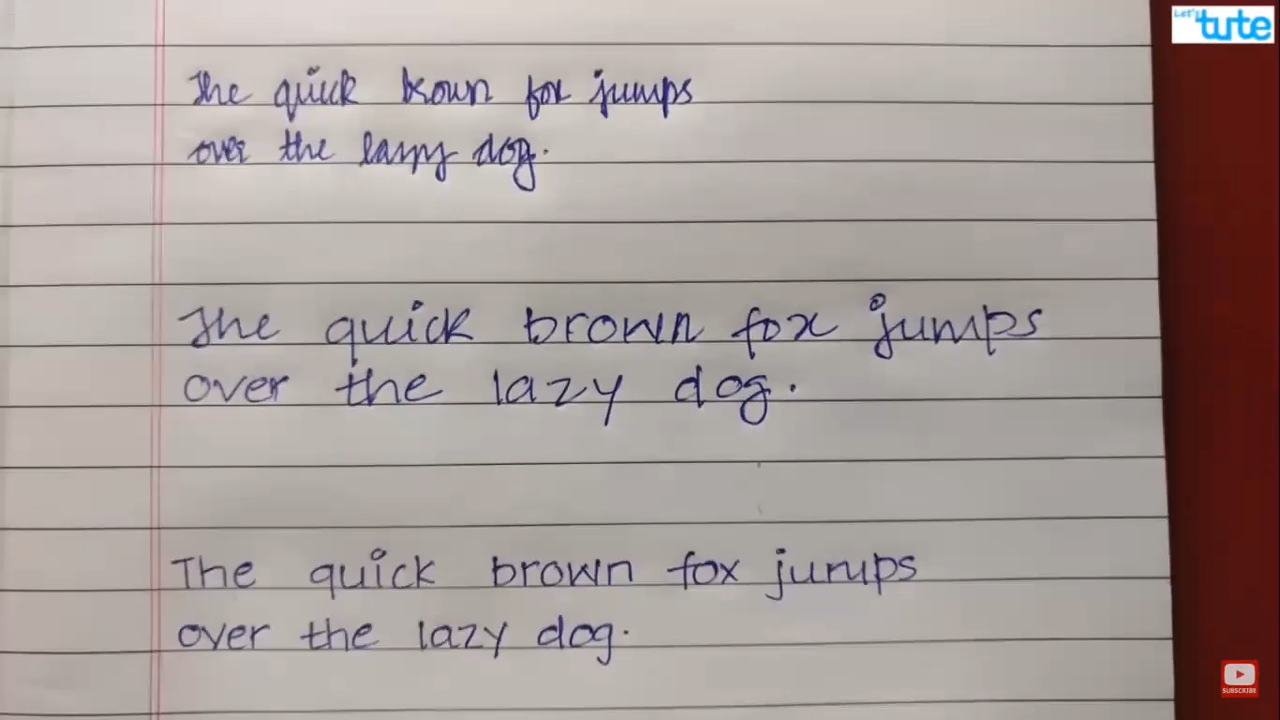 Let's tute
The quick brown fox jumps
over the lazy dog.
The quick brown fox jumps
over the lazy dog.
The quick brown fox jumps
over the lazy dog.
SUBSCRIBE